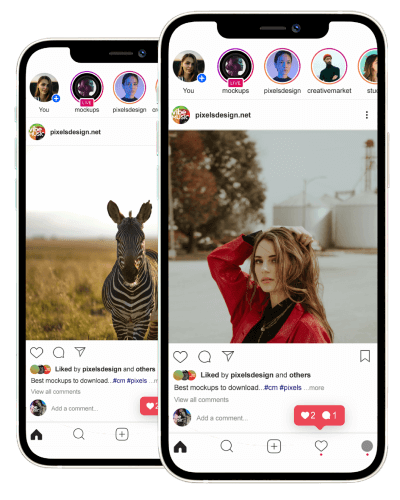 You
LIVE
mockups
pixelsdesign
pixelsdesign.net
Liked by pixelsdesign and others
Best mockups to download...#cm #pixels ...
View all comments
Add a comment...
You
LIVE
mockups
pixelsdesign
creativemarket
pixelsdesign.net
Liked by pixelsdesign and others
Best mockups to download...#cm #pixels ...more
View all comments
Add a comment...
2 1